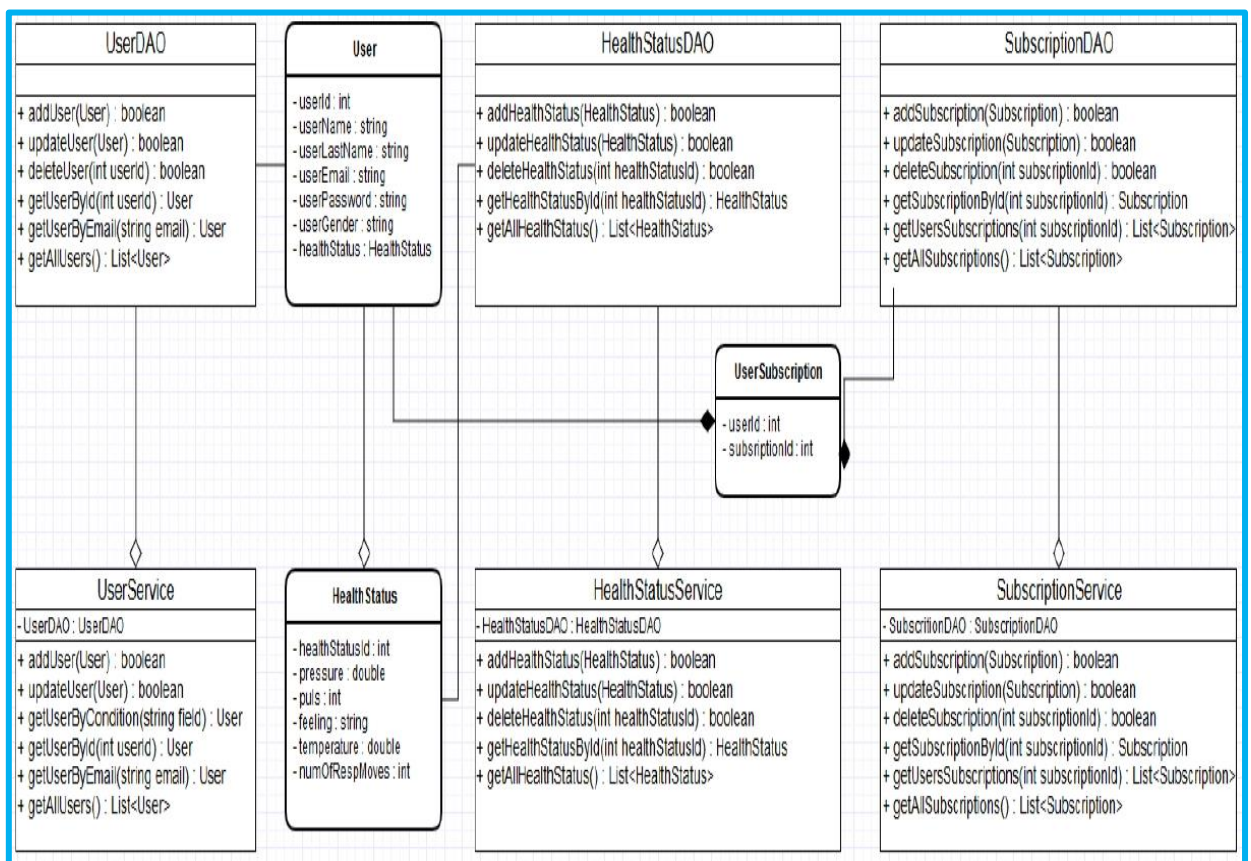 UserDAO
+ addUser(User) : boolean
+ updateUser(User) : boolean
+ deleteUser(int userId) : boolean
+ getUserById(int userId) : User
+ getUserByEmail(string email) : User
+ getAllUsers() : List<User>
User
- userId : int
- userName : string
- userLastName : string
- userEmail : string
- userPassword : string
- userGender : string
- healthStatus : HealthStatus
HealthStatusDAO
+ addHealthStatus(HealthStatus) : boolean
+ updateHealthStatus(HealthStatus) : boolean
+ deleteHealthStatus(int healthStatusId) : boolean
+ getHealthStatusById(int healthStatusId) : HealthStatus
+ getAllHealthStatus() : List<HealthStatus>
SubscriptionDAO
+ addSubscription(Subscription) : boolean
+ updateSubscription(Subscription) : boolean
+ deleteSubscription(int subscriptionId) : boolean
+ getSubscriptionById(int subscriptionId) : Subscription
+ getUsersSubscriptions(int subscriptionId) : List<Subscription>
+ getAllSubscriptions() : List<Subscription>
UserSubscription
- userId : int
- subsriptionId : int
UserService
- UserDAO : UserDAO
+ addUser(User) : boolean
+ updateUser(User) : boolean
+ getUserByCondition(string field) : User
+ getUserById(int userId) : User
+ getUserByEmail(string email) : User
+ getAllUsers() : List<User>
HealthStatus
- healthStatusId : int
- pressure : double
- puls : int
- feeling : string
- temperature : double
- numOfRespMoves : int
HealthStatusService
- HealthStatusDAO : HealthStatusDAO
+ addHealthStatus(HealthStatus) : boolean
+ updateHealthStatus(HealthStatus) : boolean
+ deleteHealthStatus(int healthStatusId) : boolean
+ getHealthStatusById(int healthStatusId) : HealthStatus
+ getAllHealthStatus() : List<HealthStatus>
SubscriptionService
- SubscritionDAO : SubscriptionDAO
+ addSubscription(Subscription) : boolean
+ updateSubscription(Subscription) : boolean
+ deleteSubscription(int subscriptionId) : boolean
+ getSubscriptionById(int subscriptionId) : Subscription
+ getUsersSubscriptions(int subscriptionId) : List<Subscription>
+ getAllSubscriptions() : List<Subscription>